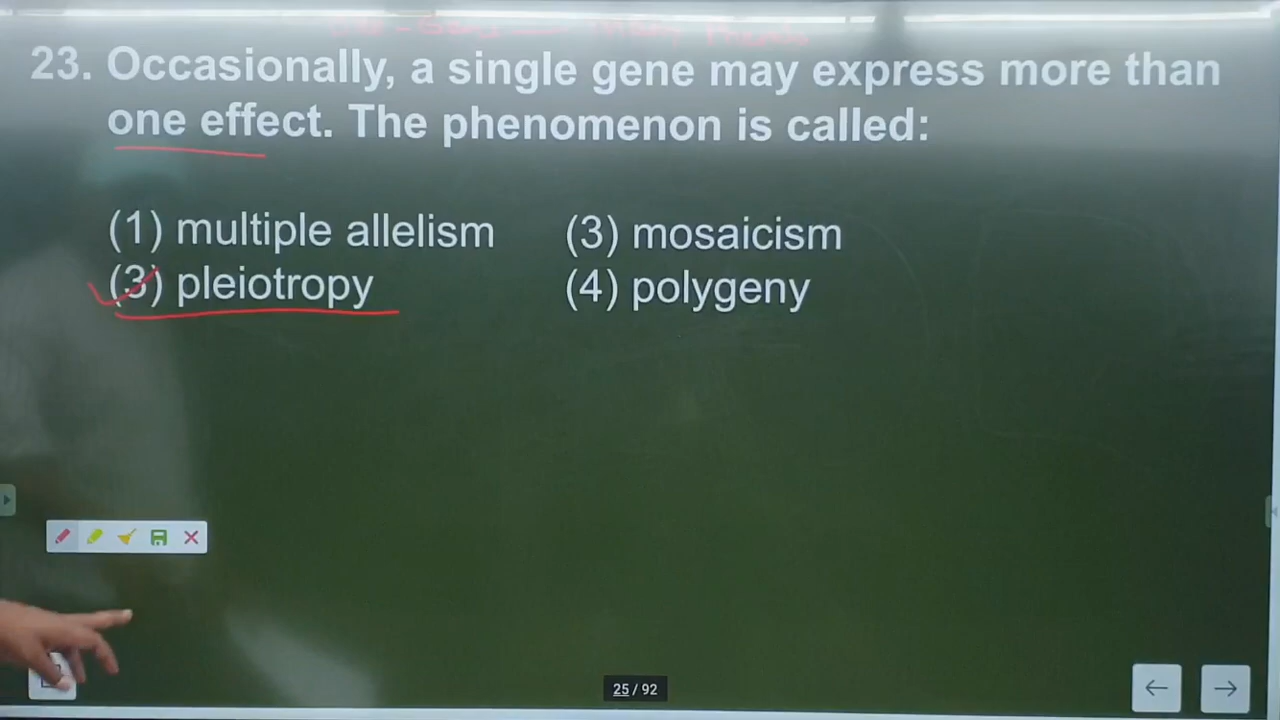 23. Occasionally, a single gene may express more than
one effect. The phenomenon is called:
(1) multiple allelism (3) mosaicism
(3) pleiotropy (4) polygeny
25 / 92